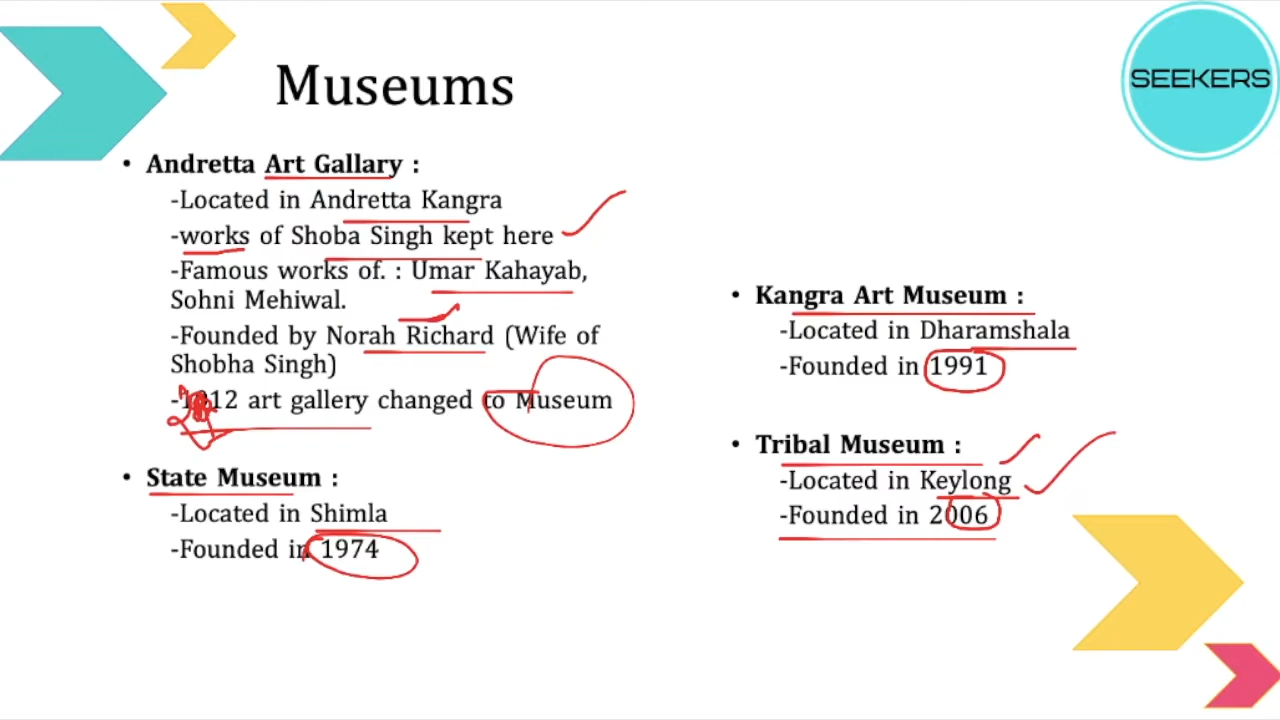 SEEKERS
Museums
• Andretta Art Gallary :
-Located in Andretta Kangra
-works of Shoba Singh kept here
-Famous works of. : Umar Kahayab,
Sohni Mehiwal.
-Founded by Norah Richard (Wife of
Shobha Singh)
art gallery changed to Museum
• State Museum :
-Located in Shimla
-Founded in 1974
• Kangra Art Museum :
-Located in Dharamshala
-Founded in 1991
• Tribal Museum :
-Located in Keylong
-Founded in 2006